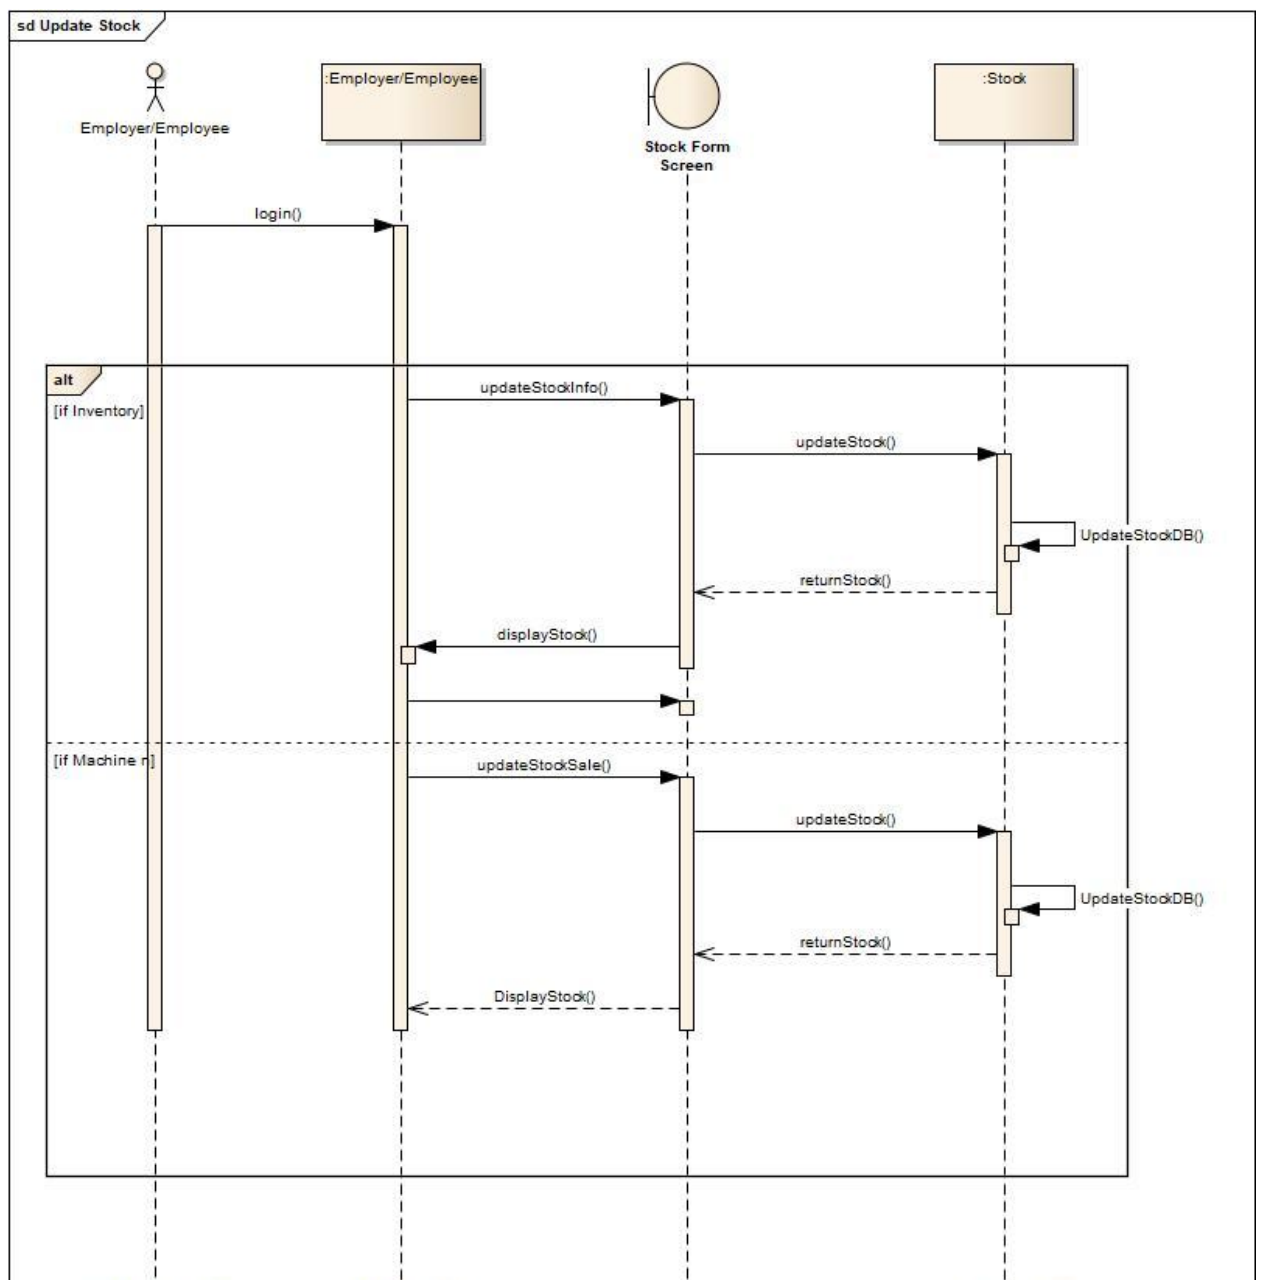 sd Update Stock
Employer/Employee
:Employer/Employee
Stock Form
Screen
:Stock
login()
alt
[if Inventory]
updateStockInfo()
updateStock()
UpdateStockDB()
returnStock()
displayStock()
[if Machine n]
updateStockSale()
updateStock()
UpdateStockDB()
returnStock()
DisplayStock()